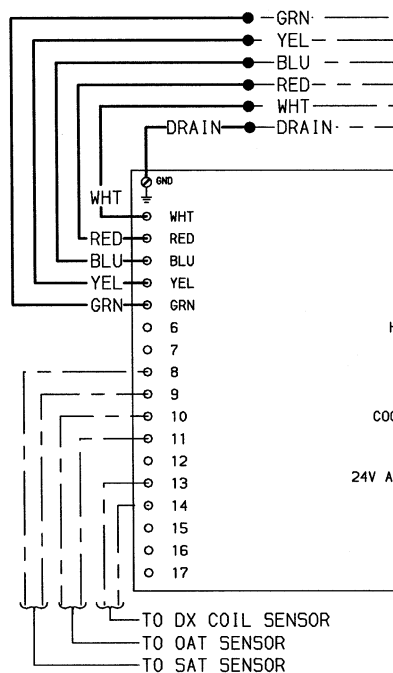 GRN
YEL
BLU
RED
WHT
DRAIN DRAIN
GND
WHT
WHT
RED RED
BLU BLU
YEL YEL
GRN GRN
6
H
7
8
9
10
COO
11
12
24V A
13
14
15
16
17
TO DX COIL SENSOR
TO OAT SENSOR
TO SAT SENSOR